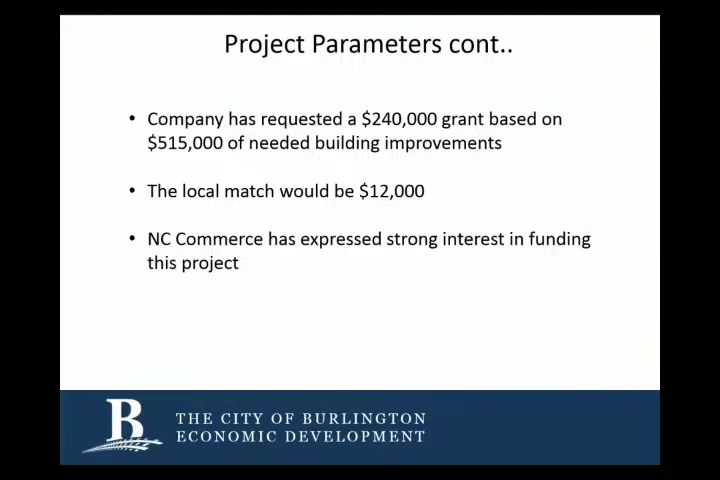 Project Parameters cont..
• Company has requested a $240,000 grant based on
$515,000 of needed building improvements
• The local match would be $12,000
• NC Commerce has expressed strong interest in funding
this project
B
THE CITY OF BURLINGTON
ECONOMIC DEVELOPMENT